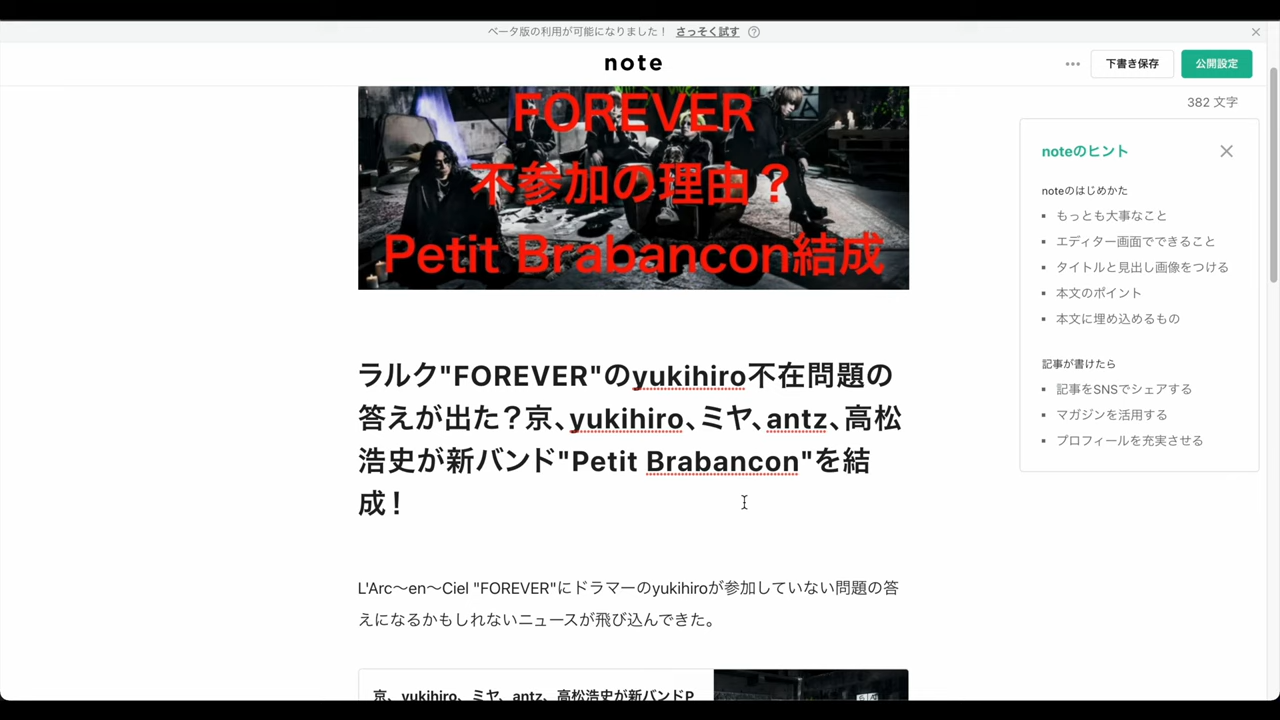 ベータ版の利用が可能になりました！ さっそく試す ?
note
下書き保存
公開設定
382 文字
FOREVER
不参加の理由？
Petit Brabancon結成
noteのヒント
noteのはじめかた
もっとも大事なこと
エディター画面でできること
タイトルと見出し画像をつける
本文のポイント
本文に埋め込めるもの
記事が書けたら
記事をSNSでシェアする
マガジンを活用する
プロフィールを充実させる
ラルク"FOREVER"のyukihiro不在問題の
答えが出た？京、yukihiro、ミヤ、antz、高松
浩史が新バンド"Petit Brabancon"を結
成！
L'Arc〜en〜Ciel "FOREVER"にドラマーのyukihiroが参加していない問題の答
えになるかもしれないニュースが飛び込んできた。
京、yukihiro、ミヤ、antz、高松浩史が新バンドP